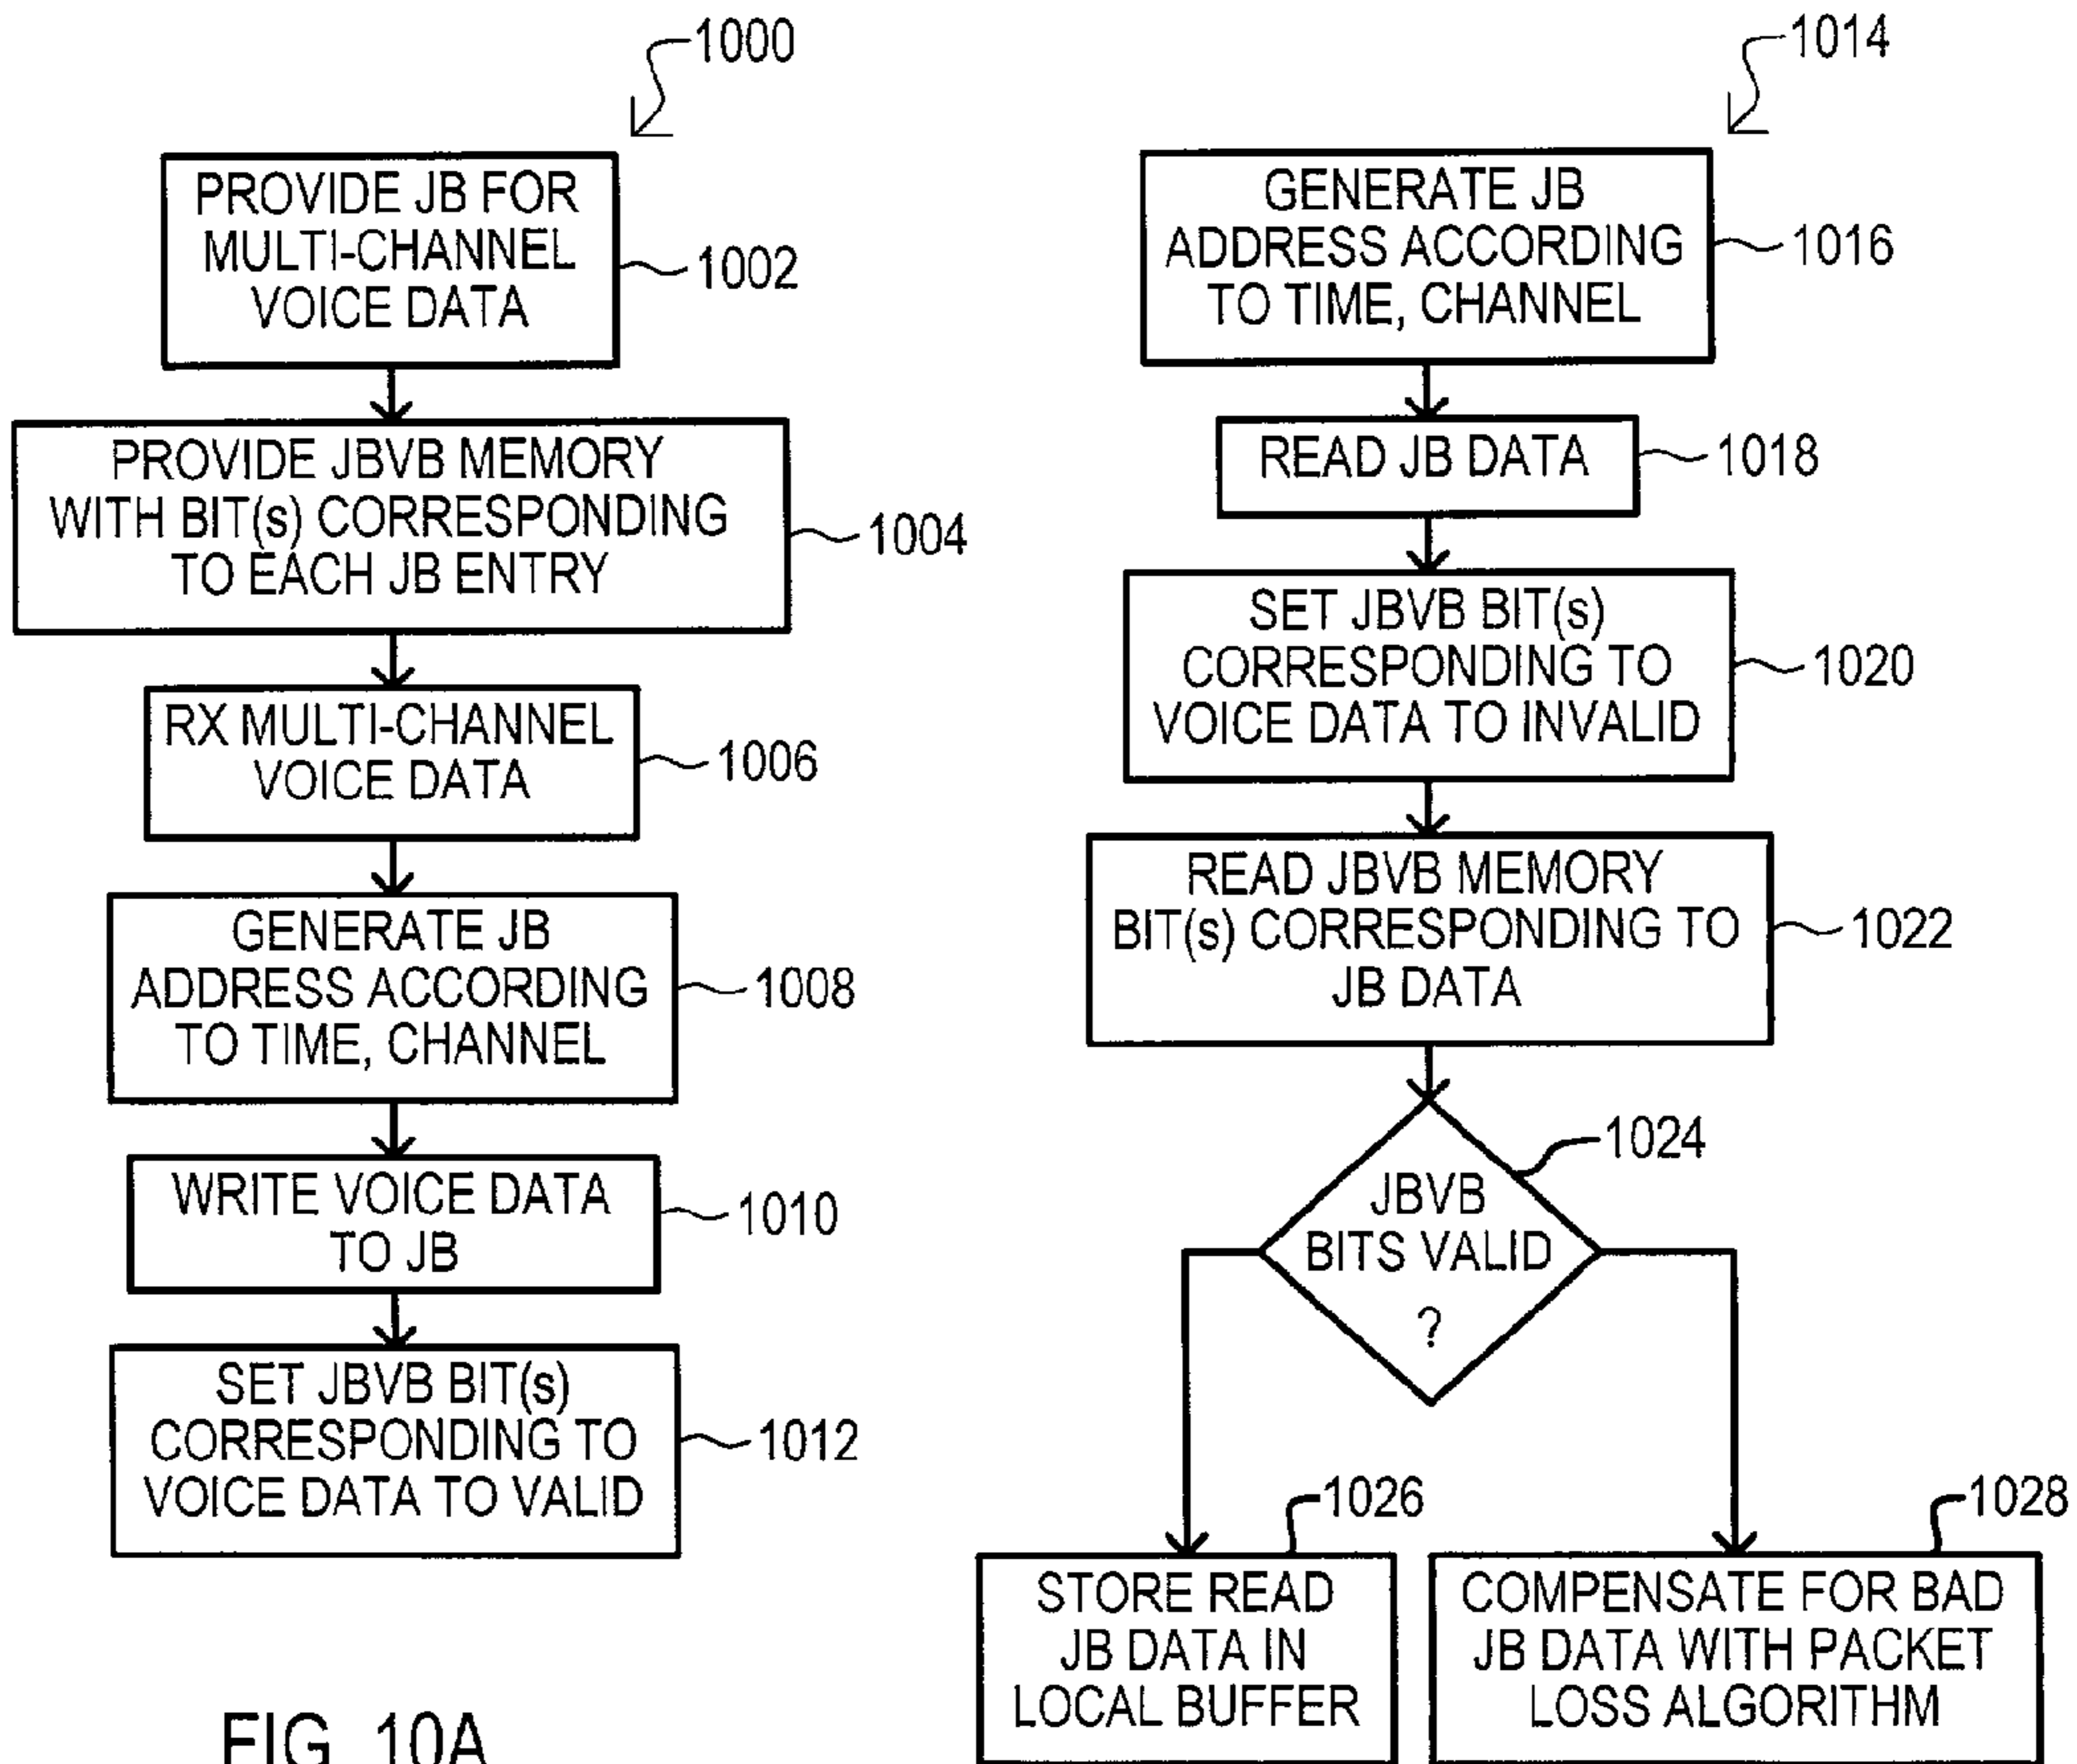 1000
PROVIDE JB FOR
MULTI-CHANNEL
VOICE DATA
1002
PROVIDE JBVB MEMORY
WITH BIT(s) CORRESPONDING
TO EACH JB ENTRY
1004
RX MULTI-CHANNEL
VOICE DATA
1006
GENERATE JB
ADDRESS ACCORDING
TO TIME, CHANNEL
1008
WRITE VOICE DATA
TO JB
1010
SET JBVB BIT(s)
CORRESPONDING TO
VOICE DATA TO VALID
1012
FIG. 10A
1014
GENERATE JB
ADDRESS ACCORDING
TO TIME, CHANNEL
1016
READ JB DATA
1018
SET JBVB BIT(s)
CORRESPONDING TO
VOICE DATA TO INVALID
1020
READ JBVB MEMORY
BIT(s) CORRESPONDING TO
JB DATA
1022
JBVB
BITS VALID
?
1024
STORE READ
JB DATA IN
LOCAL BUFFER
1026
COMPENSATE FOR BAD
JB DATA WITH PACKET
LOSS ALGORITHM
1028